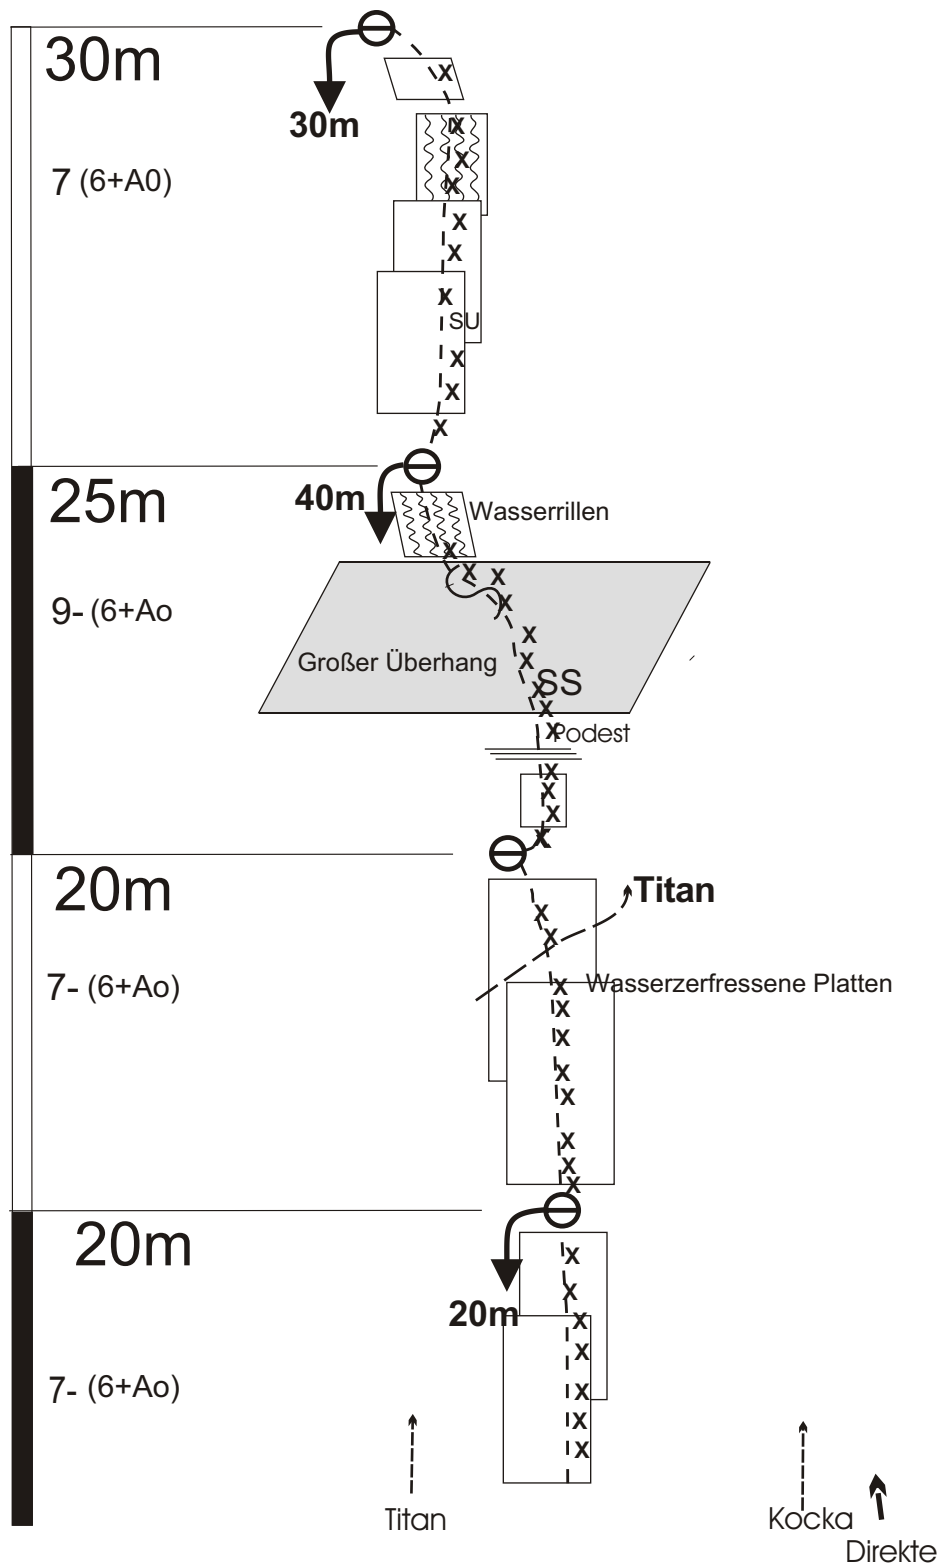 30m
30m
7 (6+A0)
SU
25m
40m
Wasserrillen
9- (6+Ao
Großer Überhang
SS
Podest
20m
Titan
7- (6+Ao)
Wasserzerfressene Platten
20m
20m
7- (6+Ao)
Titan
Kocka
Direkte